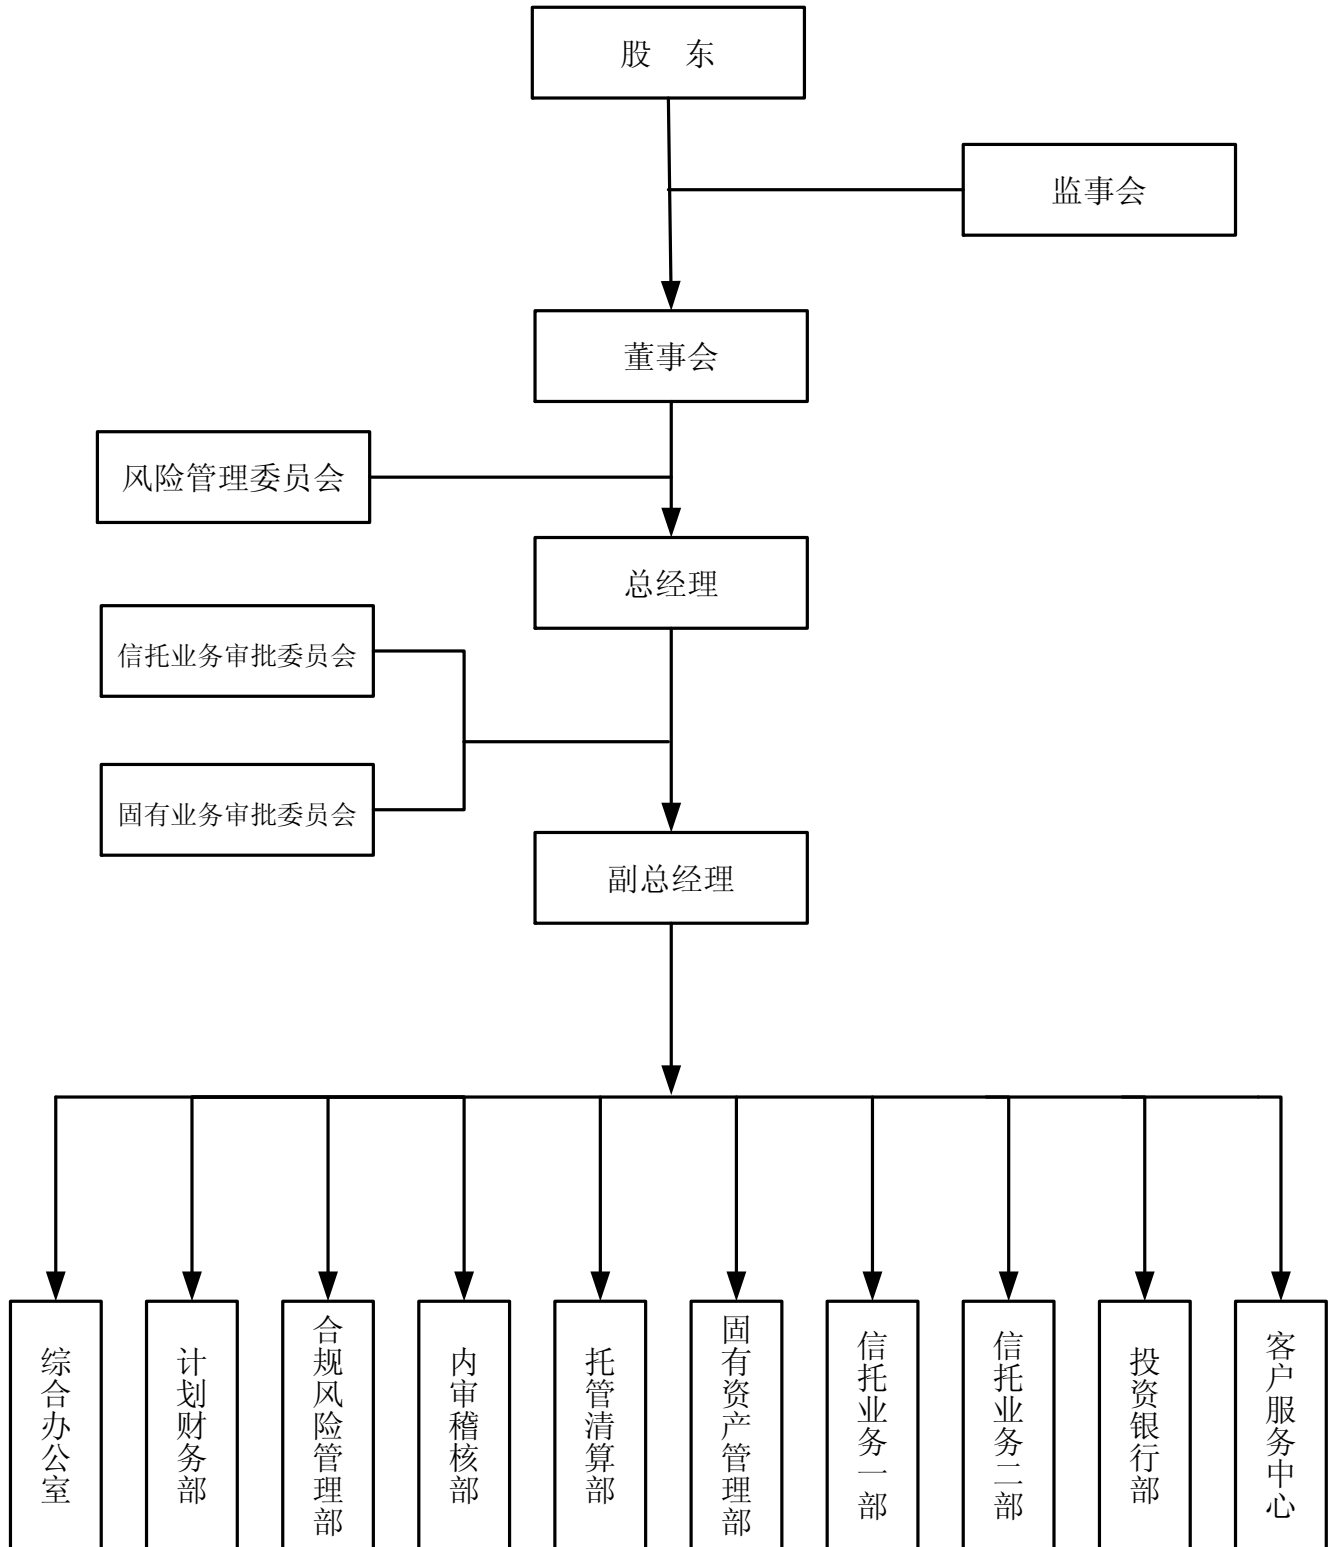 股　东
监事会
董事会
风险管理委员会
总经理
信托业务审批委员会
固有业务审批委员会
副总经理
综合办公室
计划财务部
合规风险管理部
内审稽核部
托管清算部
固有资产管理部
信托业务一部
信托业务二部
投资银行部
客户服务中心